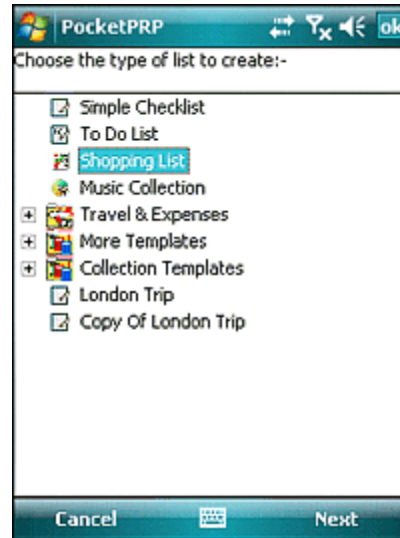 PocketPRP
ok
Choose the type of list to create:-
Simple Checklist
To Do List
Shopping List
Music Collection
Travel & Expenses
More Templates
Collection Templates
London Trip
Copy Of London Trip
Cancel
Next